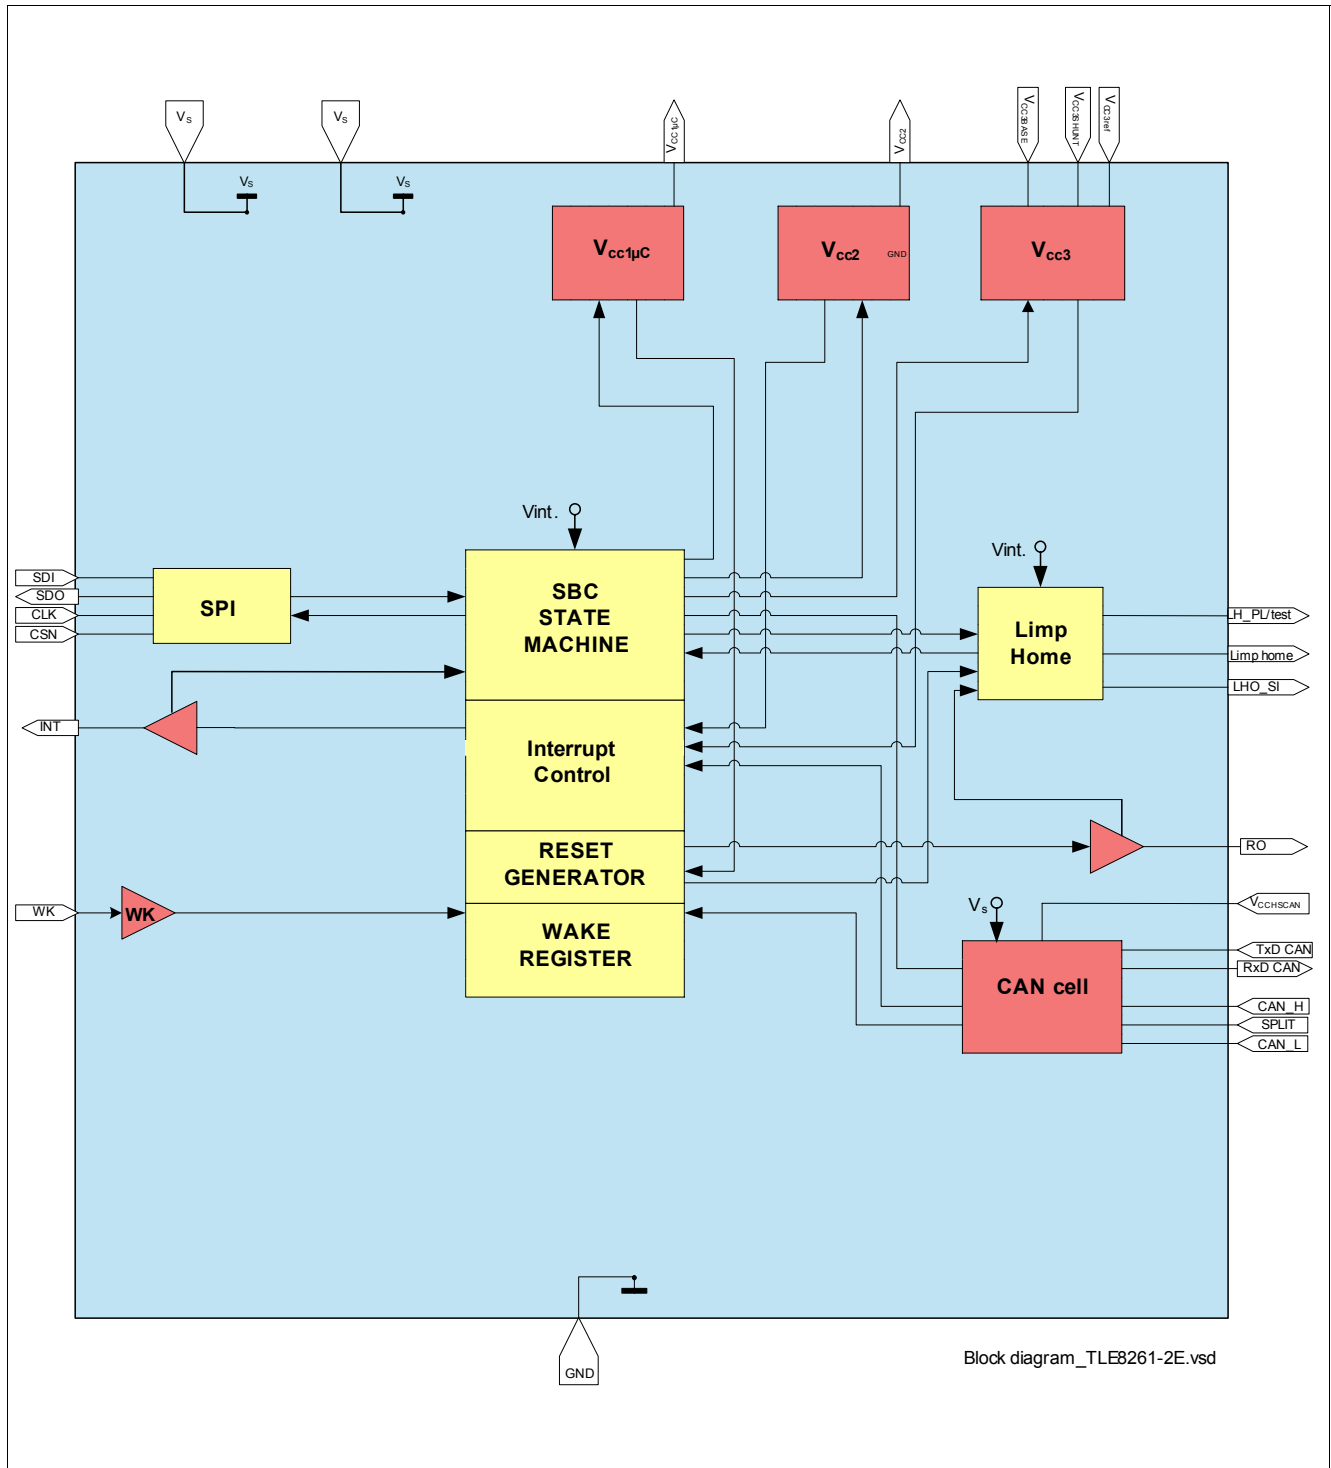 Vs
Vs
Vcc1µc
Vcc2
VCC3BASE
VCC3SHUNT
VCC3ref
Vs
Vs
Vcc1µC
Vcc2
GND
Vcc3
Vint.
Vint.
SDI
SDO
CLK
CSN
SPI
SBC
STATE
MACHINE
Limp
Home
LH_PL/test
Limp home
LHO_SI
INT
Interrupt
Control
RESET
GENERATOR
RO
WK
WK
WAKE
REGISTER
Vs
VCCHSCAN
CAN cell
TxD CAN
RxD CAN
CAN_H
SPLIT
CAN_L
GND
Block diagram_TLE8261-2E.vsd